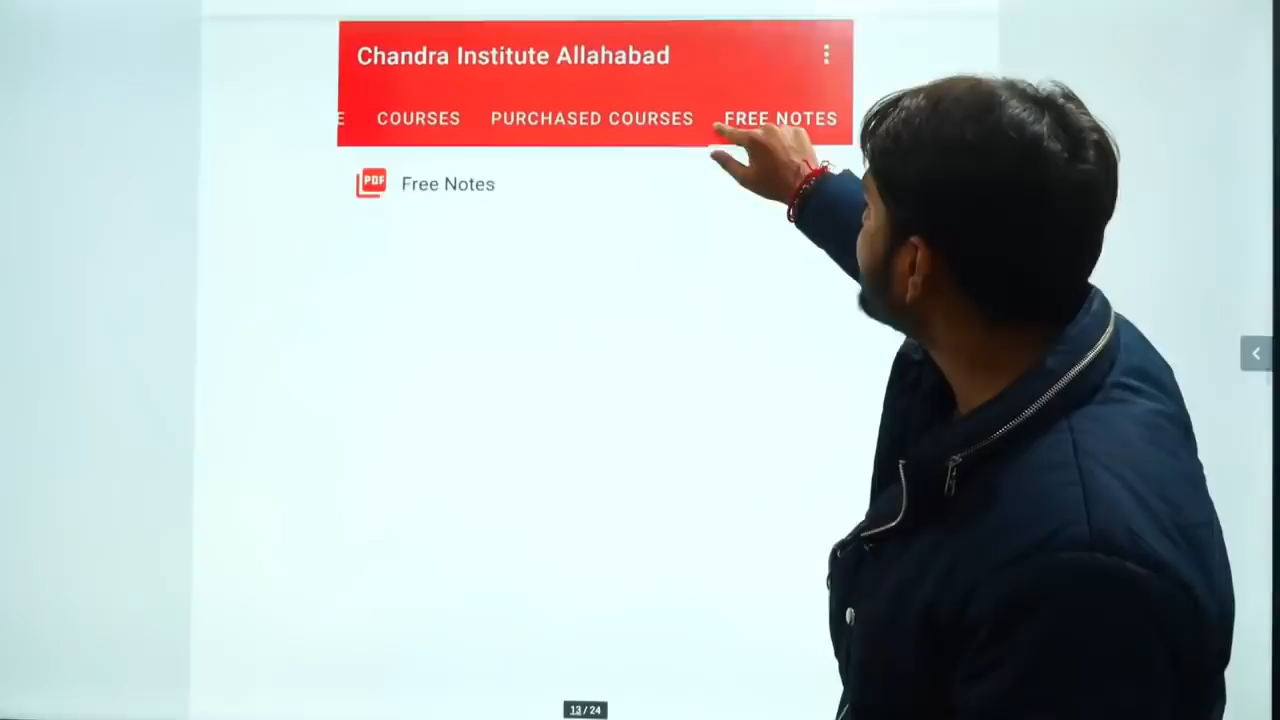 Chandra Institute Allahabad
E COURSES PURCHASED COURSES FREE NOTES
PDF Free Notes
13 / 24